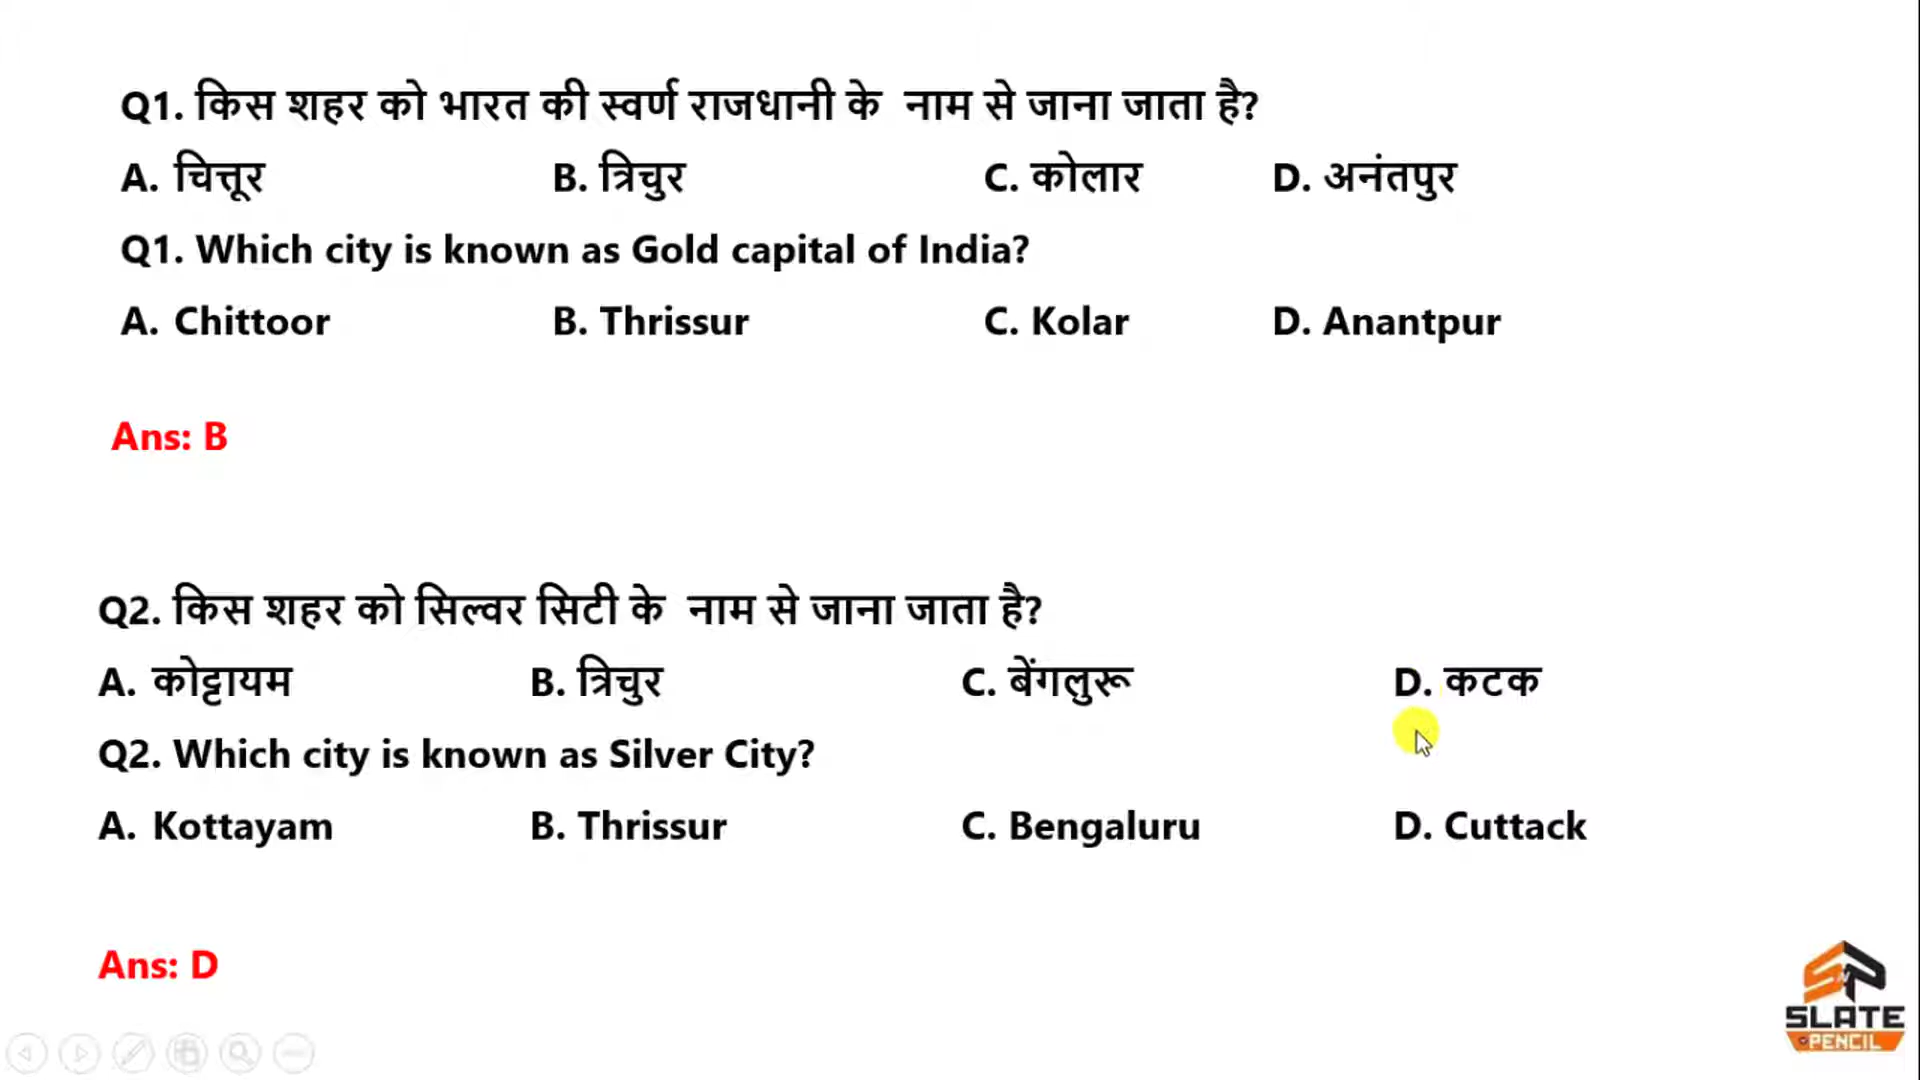 Q1. किस शहर को भारत की स्वर्ण राजधानी के नाम से जाना जाता है?
A. चित्तूर B. त्रिचुर C. कोलार D. अनंतपुर
Q1. Which city is known as Gold capital of India?
A. Chittoor B. Thrissur C. Kolar D. Anantpur
Ans: B
Q2. किस शहर को सिल्वर सिटी के नाम से जाना जाता है?
A. कोट्टायम B. त्रिचुर C. बेंगलुरू D. कटक
Q2. Which city is known as Silver City?
A. Kottayam B. Thrissur C. Bengaluru D. Cuttack
Ans: D
SNP
SLATE
PENCIL